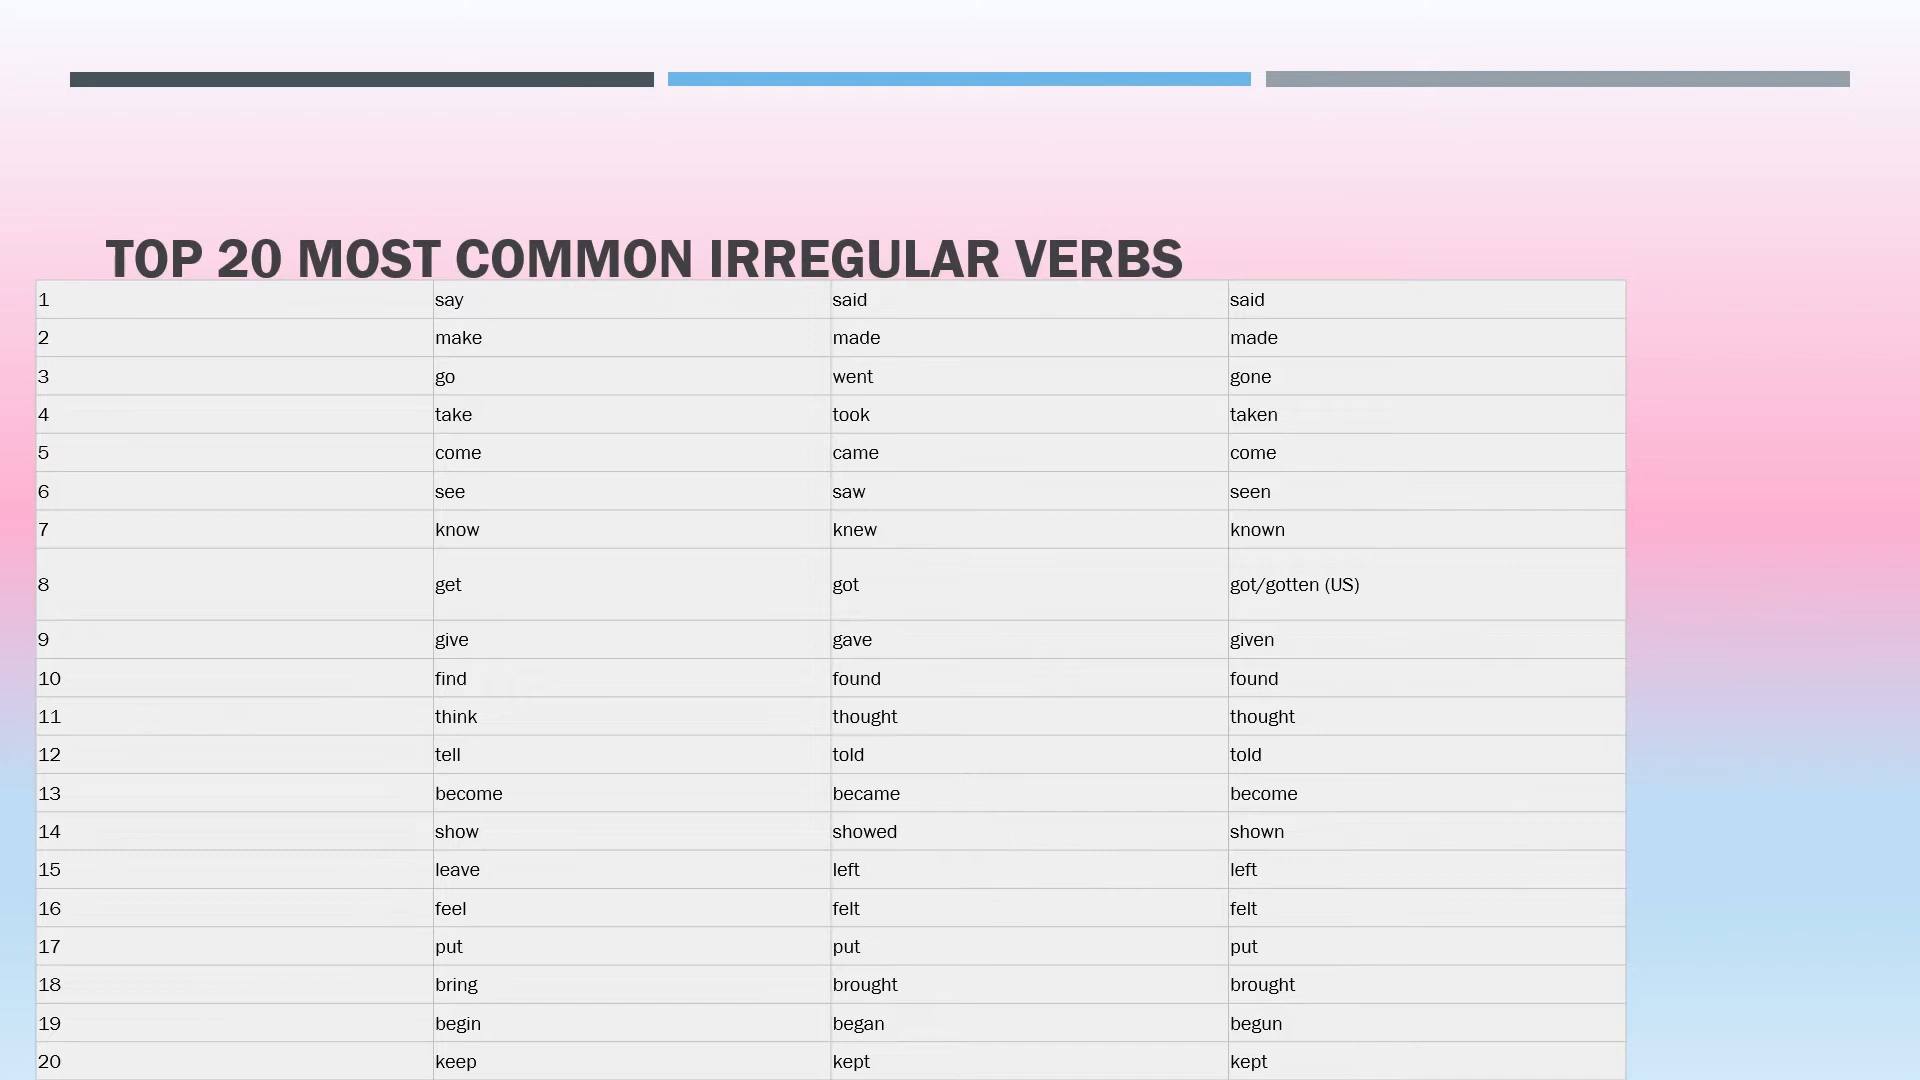 TOP 20 MOST COMMON IRREGULAR VERBS
1 say said said
2 make made made
3 go went gone
4 take took taken
5 come came come
6 see saw seen
7 know knew known
8 get got got/gotten (US)
9 give gave given
10 find found found
11 think thought thought
12 tell told told
13 become became become
14 show showed shown
15 leave left left
16 feel felt felt
17 put put put
18 bring brought brought
19 begin began begun
20 keep kept kept